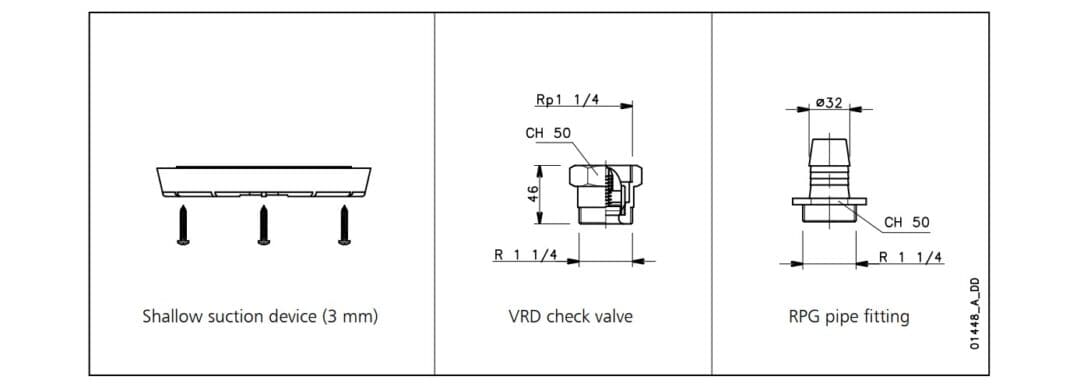 Shallow suction device (3 mm)
Rp1 1/4
CH 50
46
R 1 1/4
VRD check valve
ø32
CH 50
R 1 1/4
RPG pipe fitting
01448_A_DD